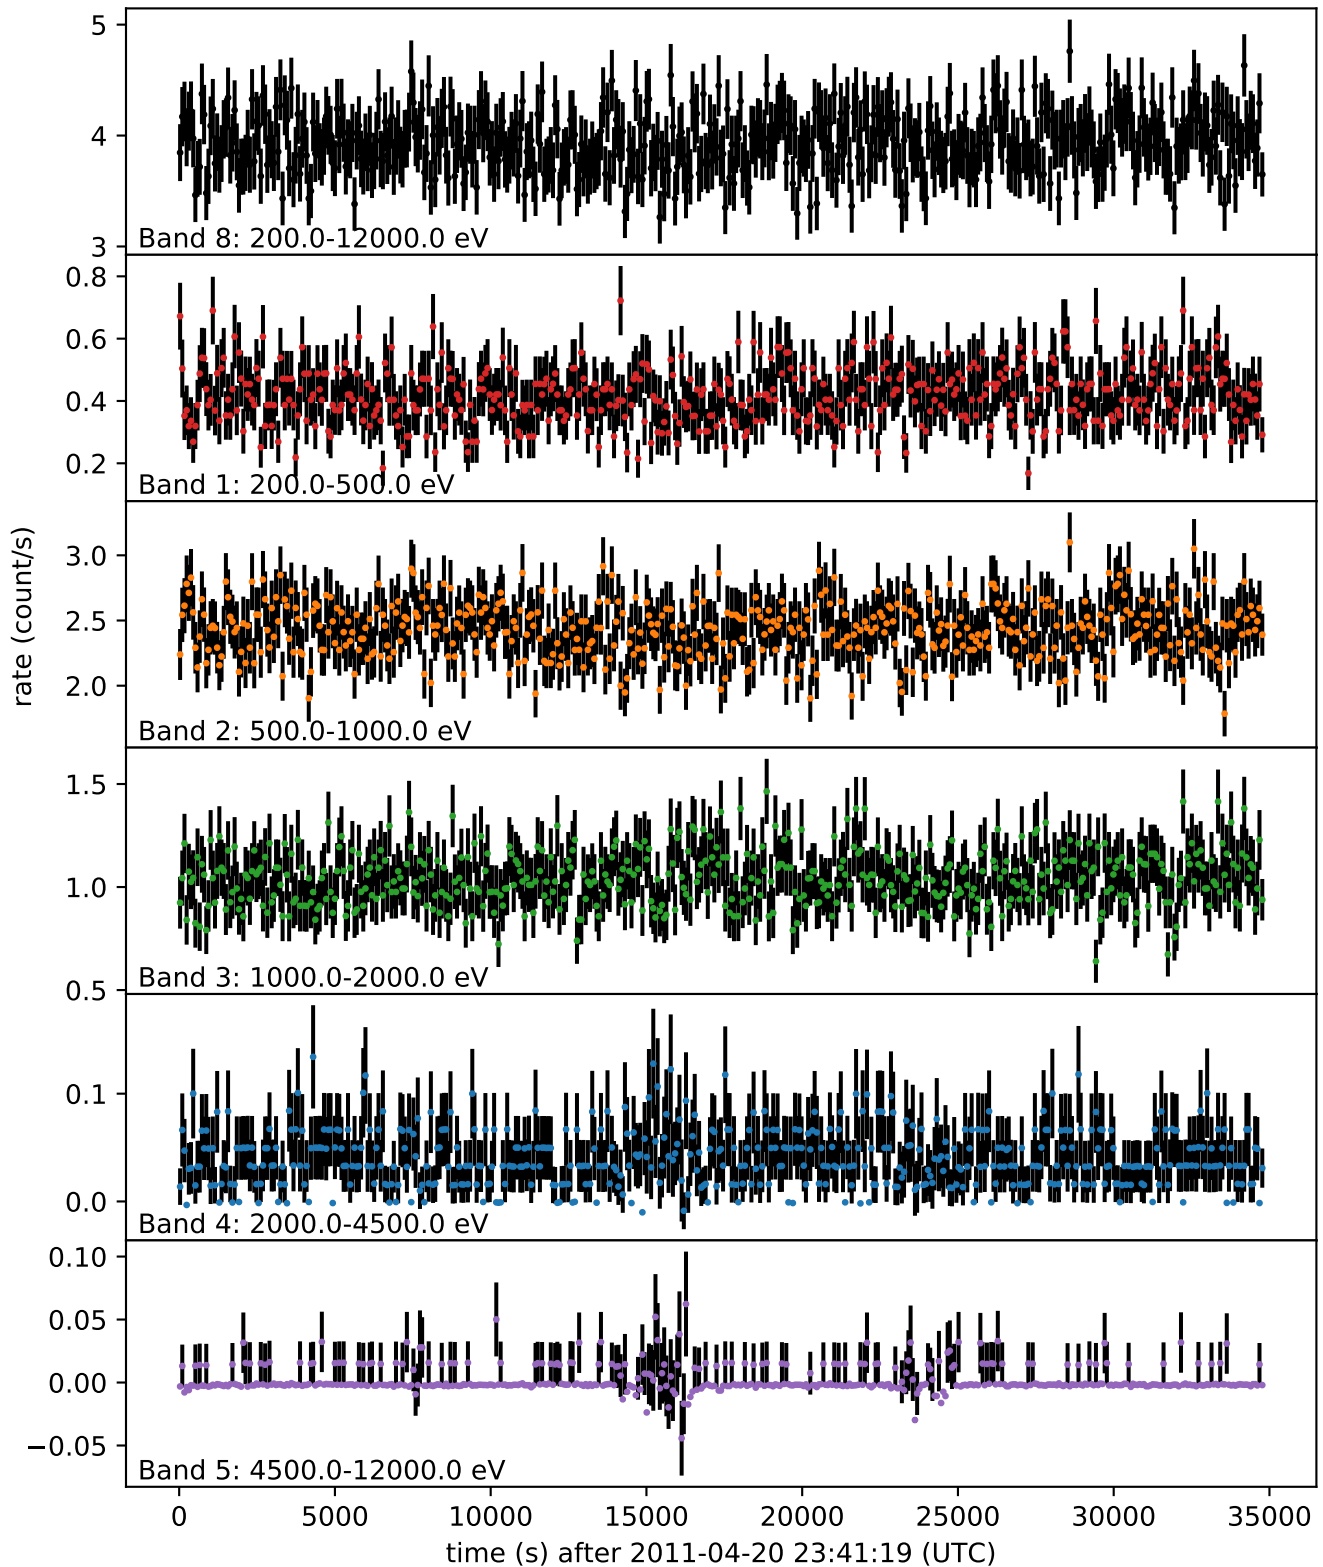 5
4
3
Band 8: 200.0-12000.0 eV
0.8
0.6
0.4
0.2
Band 1: 200.0-500.0 eV
3.0
2.5
2.0
Band 2: 500.0-1000.0 eV
rate (count/s)
1.5
1.0
0.5
Band 3: 1000.0-2000.0 eV
0.1
0.0
Band 4: 2000.0-4500.0 eV
0.10
0.05
0.00
−0.05
Band 5: 4500.0-12000.0 eV
0 5000 10000 15000 20000 25000 30000 35000
time (s) after 2011-04-20 23:41:19 (UTC)